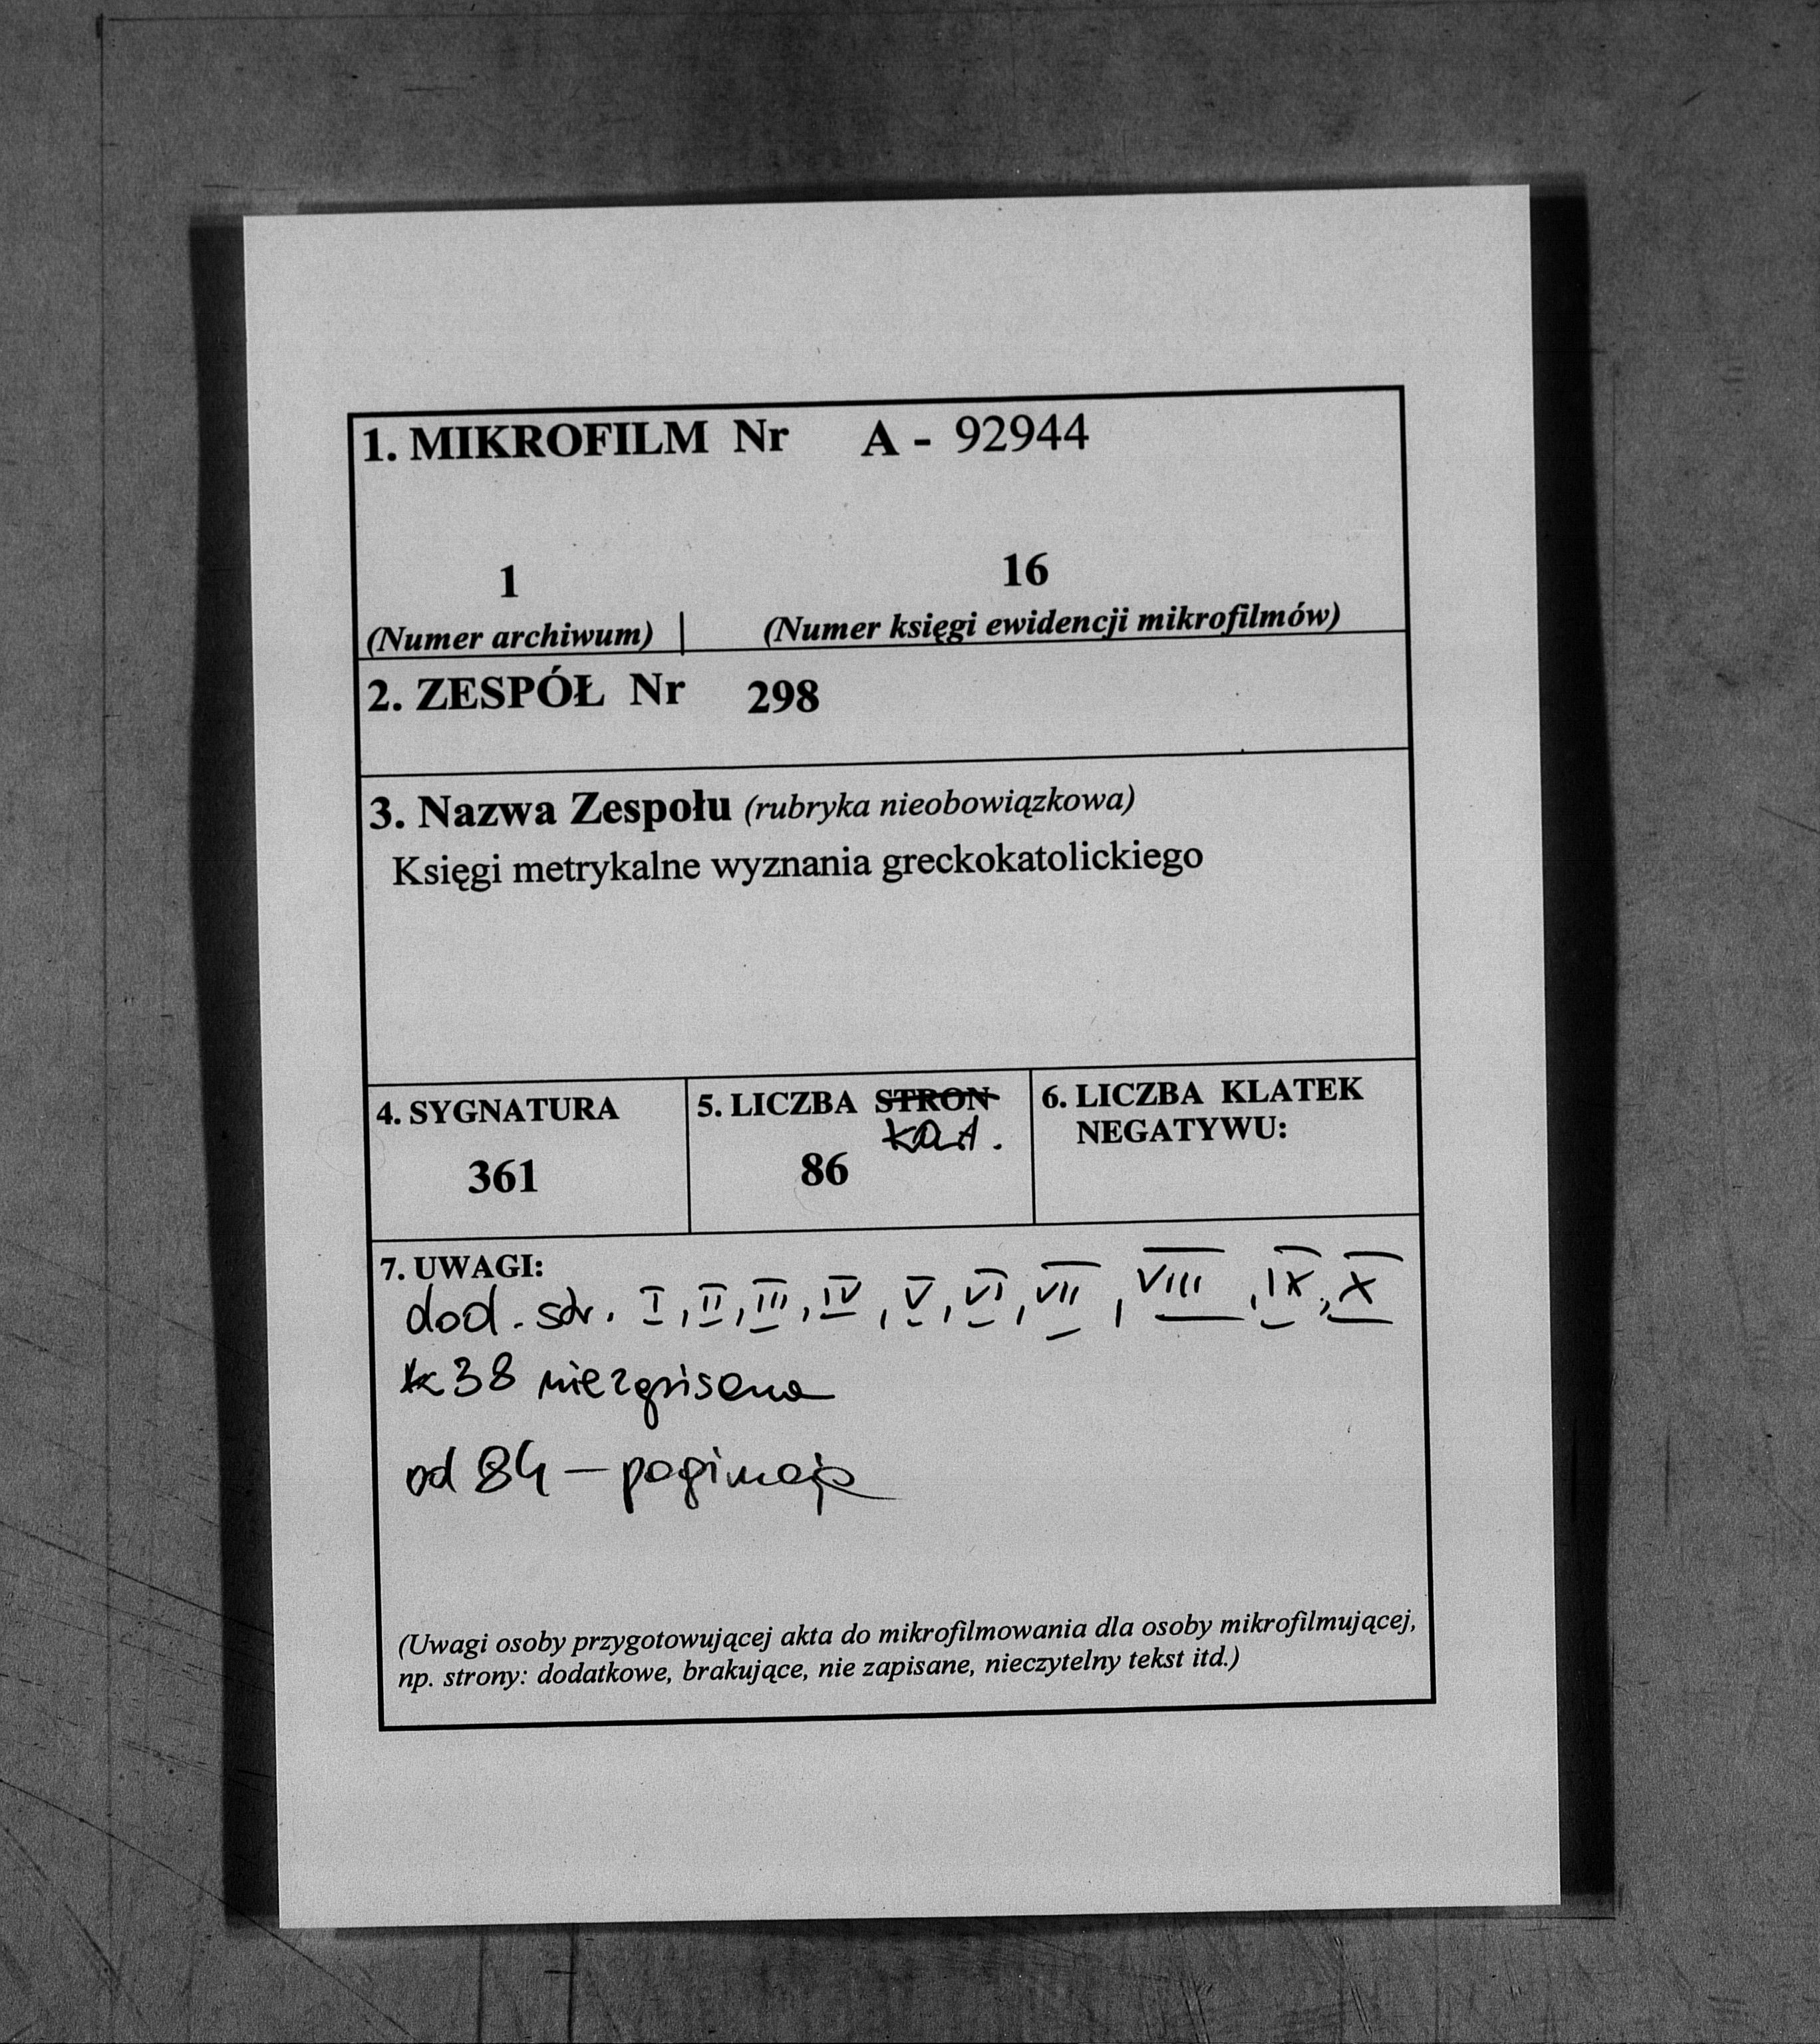 1. MIKROFILM Nr A - 92944
1 16
(Numer archiwum) | (Numer księgi ewidencji mikrofilmów)
2. ZESPÓŁ Nr 298
3. Nazwa Zespołu (rubryka nieobowiązkowa)
Księgi metrykalne wyznania greckokatolickiego
4. SYGNATURA
361
5. LICZBA STRON
kart.
86
6. LICZBA KLATEK
NEGATYWU:
7. UWAGI:
dod. str. I, II, III, IV, V, VI, VII, VIII, IX, X
k 38 niezapisana
od 84 – paginacja
(Uwagi osoby przygotowującej akta do mikrofilmowania dla osoby mikrofilmującej,
np. strony: dodatkowe, brakujące, nie zapisane, nieczytelny tekst itd.)